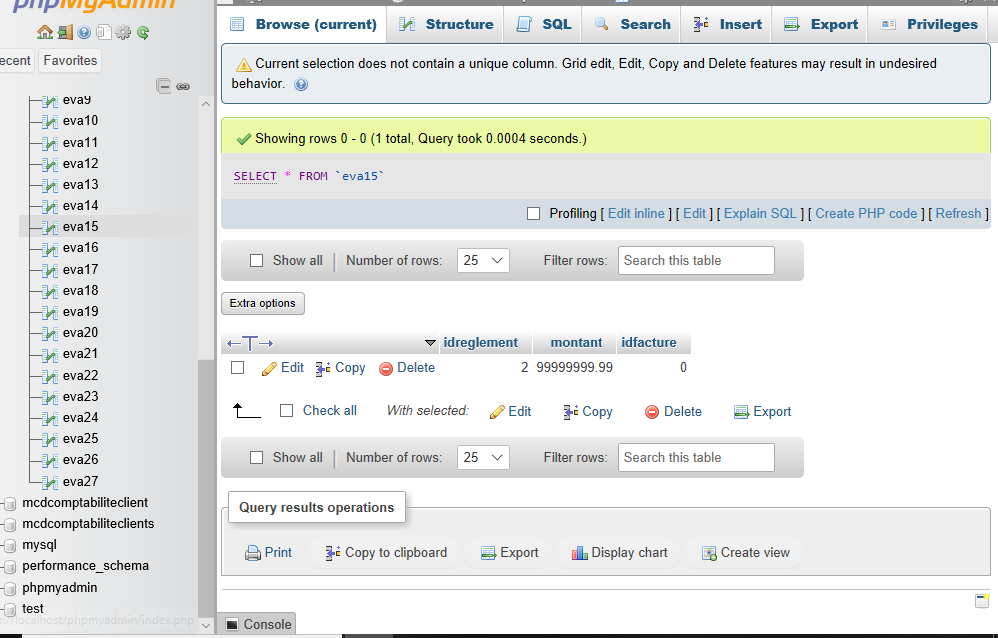 phpMyAdmin
Recent Favorites
eva9
eva10
eva11
eva12
eva13
eva14
eva15
eva16
eva17
eva18
eva19
eva20
eva21
eva22
eva23
eva24
eva25
eva26
eva27
mcdcomptabiliteclient
mcdcomptabiliteclients
mysql
performance_schema
phpmyadmin
test
://localhost/phpmyadmin/index.php
Browse (current) Structure SQL Search Insert Export Privileges
Current selection does not contain a unique column. Grid edit, Edit, Copy and Delete features may result in undesired
behavior.
Showing rows 0 - 0 (1 total, Query took 0.0004 seconds.)
SELECT * FROM `eva15`
Profiling [ Edit inline ] [ Edit ] [ Explain SQL ] [ Create PHP code ] [ Refresh ]
Show all | Number of rows: 25 Filter rows: Search this table
Extra options
←T→ idreglement montant idfacture
Edit Copy Delete 2 99999999.99 0
Check all With selected: Edit Copy Delete Export
Show all | Number of rows: 25 Filter rows: Search this table
Query results operations
Print Copy to clipboard Export Display chart Create view
Console